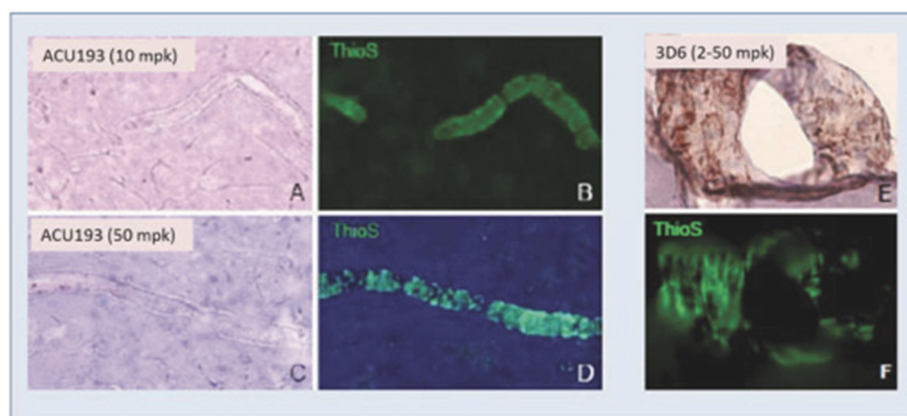 ACU193 (10 mpk)
A
ThioS
B
3D6 (2-50 mpk)
E
ACU193 (50 mpk)
C
ThioS
D
ThioS
F